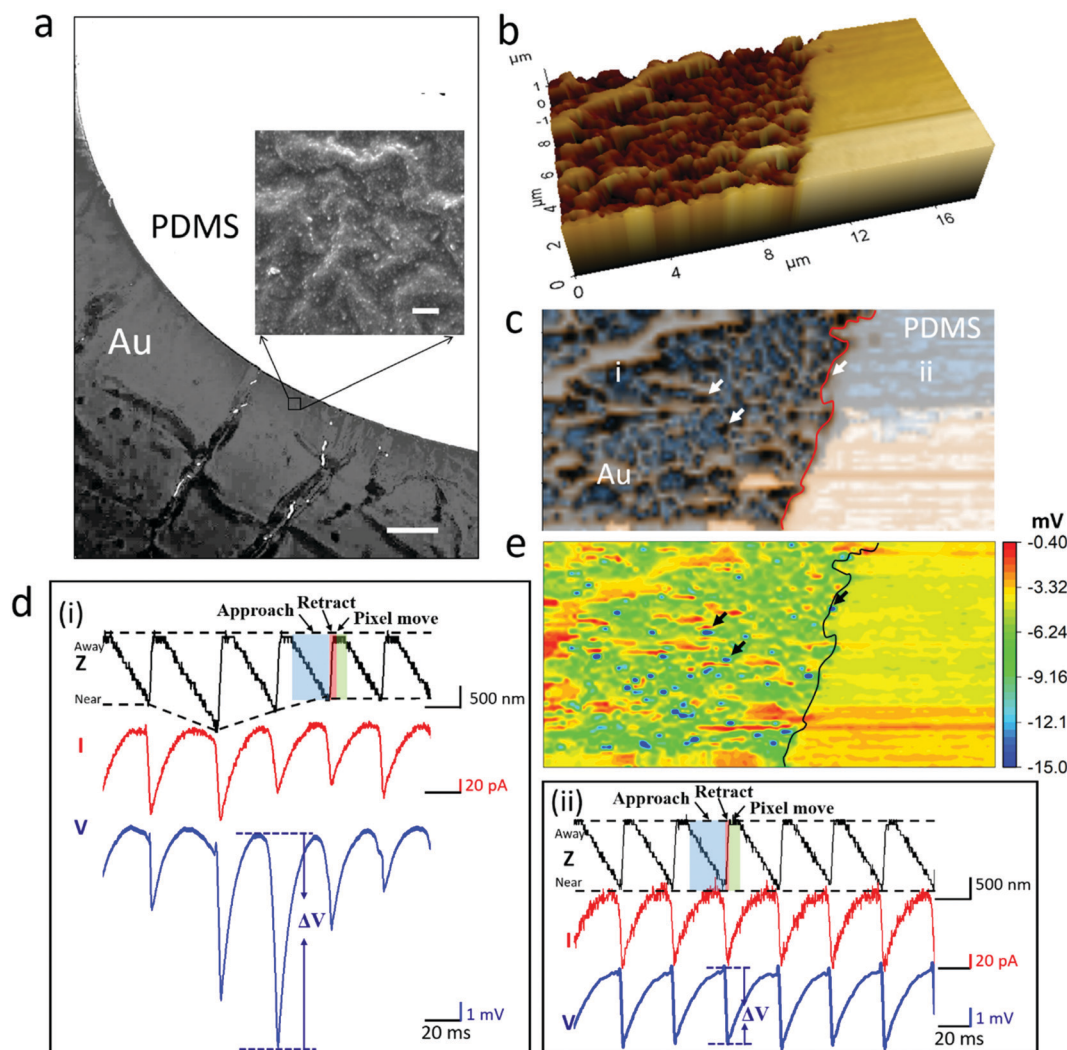 a
PDMS
Au
b
μm
1
0
-1
8
6
4
2
0
μm
0
4
8
12
16
μm
c
PDMS
i
ii
Au
e
mV
-0.40
-3.32
-6.24
-9.16
-12.1
-15.0
d
(i)
Approach
Retract
Pixel move
Away
Z
Near
500 nm
I
20 pA
V
ΔV
1 mV
20 ms
(ii)
Approach
Retract
Pixel move
Away
Z
Near
500 nm
I
20 pA
V
ΔV
1 mV
20 ms